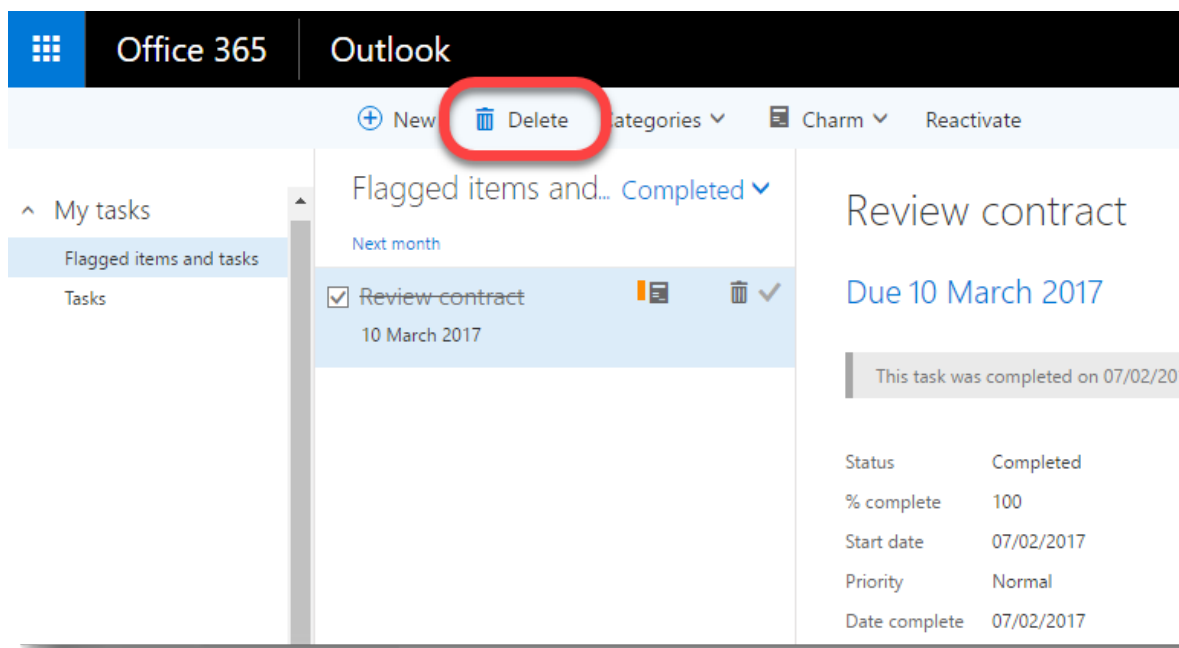 Office 365 Outlook
New Delete ategories Charm Reactivate
My tasks
Flagged items and tasks
Tasks
Flagged items and... Completed
Next month
Review contract
10 March 2017
Review contract
Due 10 March 2017
This task was completed on 07/02/20
Status Completed
% complete 100
Start date 07/02/2017
Priority Normal
Date complete 07/02/2017